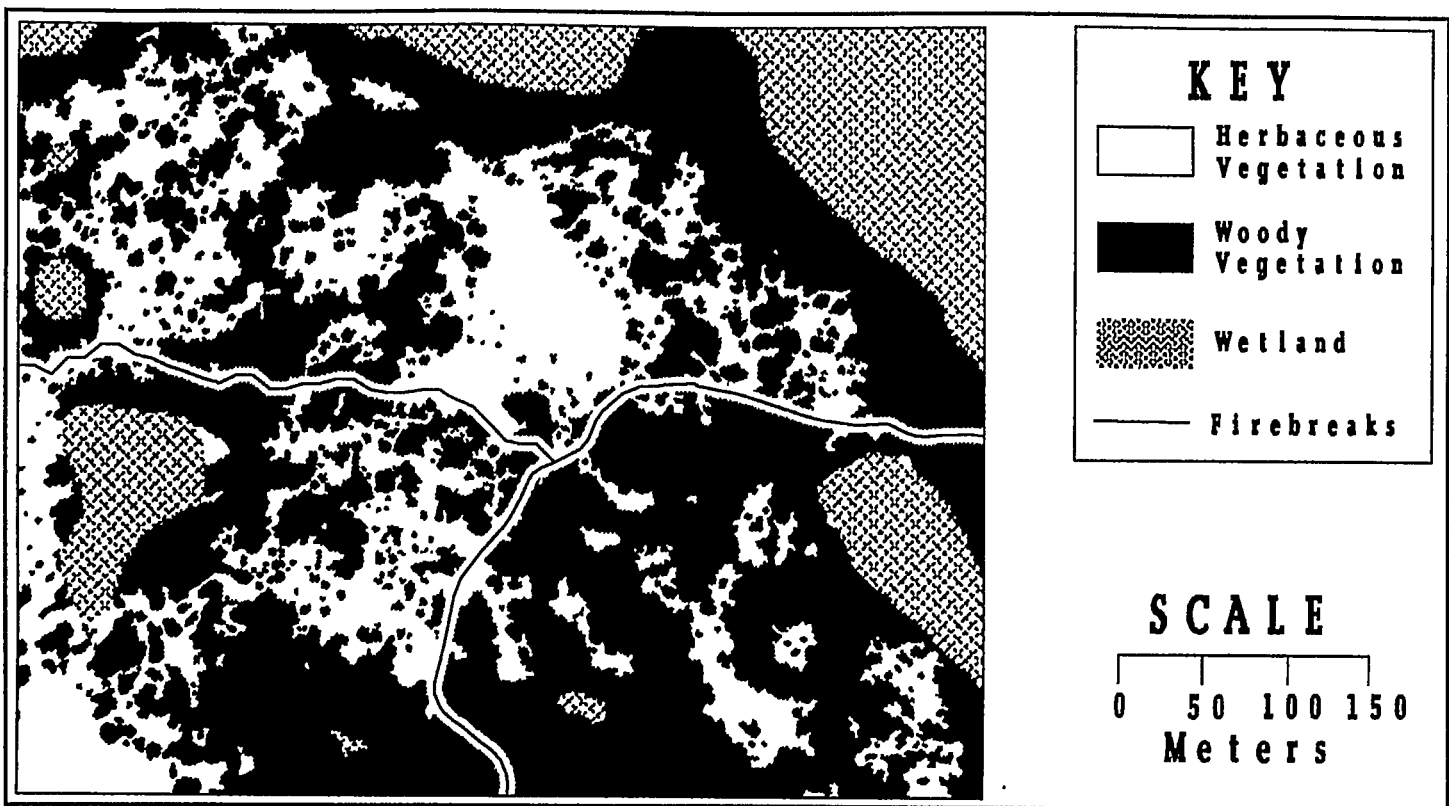 KEY
Herbaceous
Vegetation
Woody
Vegetation
Wetland
Firebreaks
SCALE
0 50 100 150
Meters